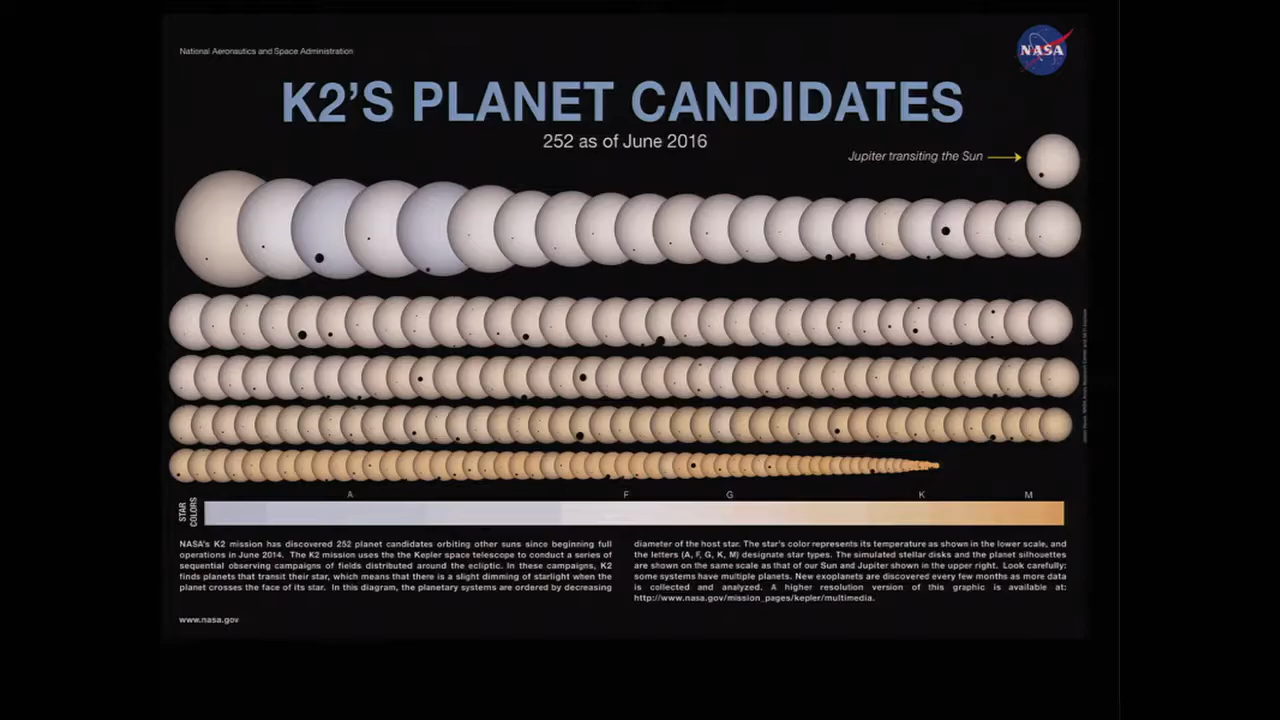 National Aeronautics and Space Administration
NASA
K2'S PLANET CANDIDATES
252 as of June 2016
Jupiter transiting the Sun
A F G K M
STAR
COLORS
NASA's K2 mission has discovered 252 planet candidates orbiting other suns since beginning full
operations in June 2014. The K2 mission uses the the Kepler space telescope to conduct a series of
sequential observing campaigns of fields distributed around the ecliptic. In these campaigns, K2
finds planets that transit their star, which means that there is a slight dimming of starlight when the
planet crosses the face of its star. In this diagram, the planetary systems are ordered by decreasing
diameter of the host star. The star's color represents its temperature as shown in the lower scale, and
the letters (A, F, G, K, M) designate star types. The simulated stellar disks and the planet silhouettes
are shown on the same scale as that of our Sun and Jupiter shown in the upper right. Look carefully:
some systems have multiple planets. New exoplanets are discovered every few months as more data
is collected and analyzed. A higher resolution version of this graphic is available at:
http://www.nasa.gov/mission_pages/kepler/multimedia.
www.nasa.gov